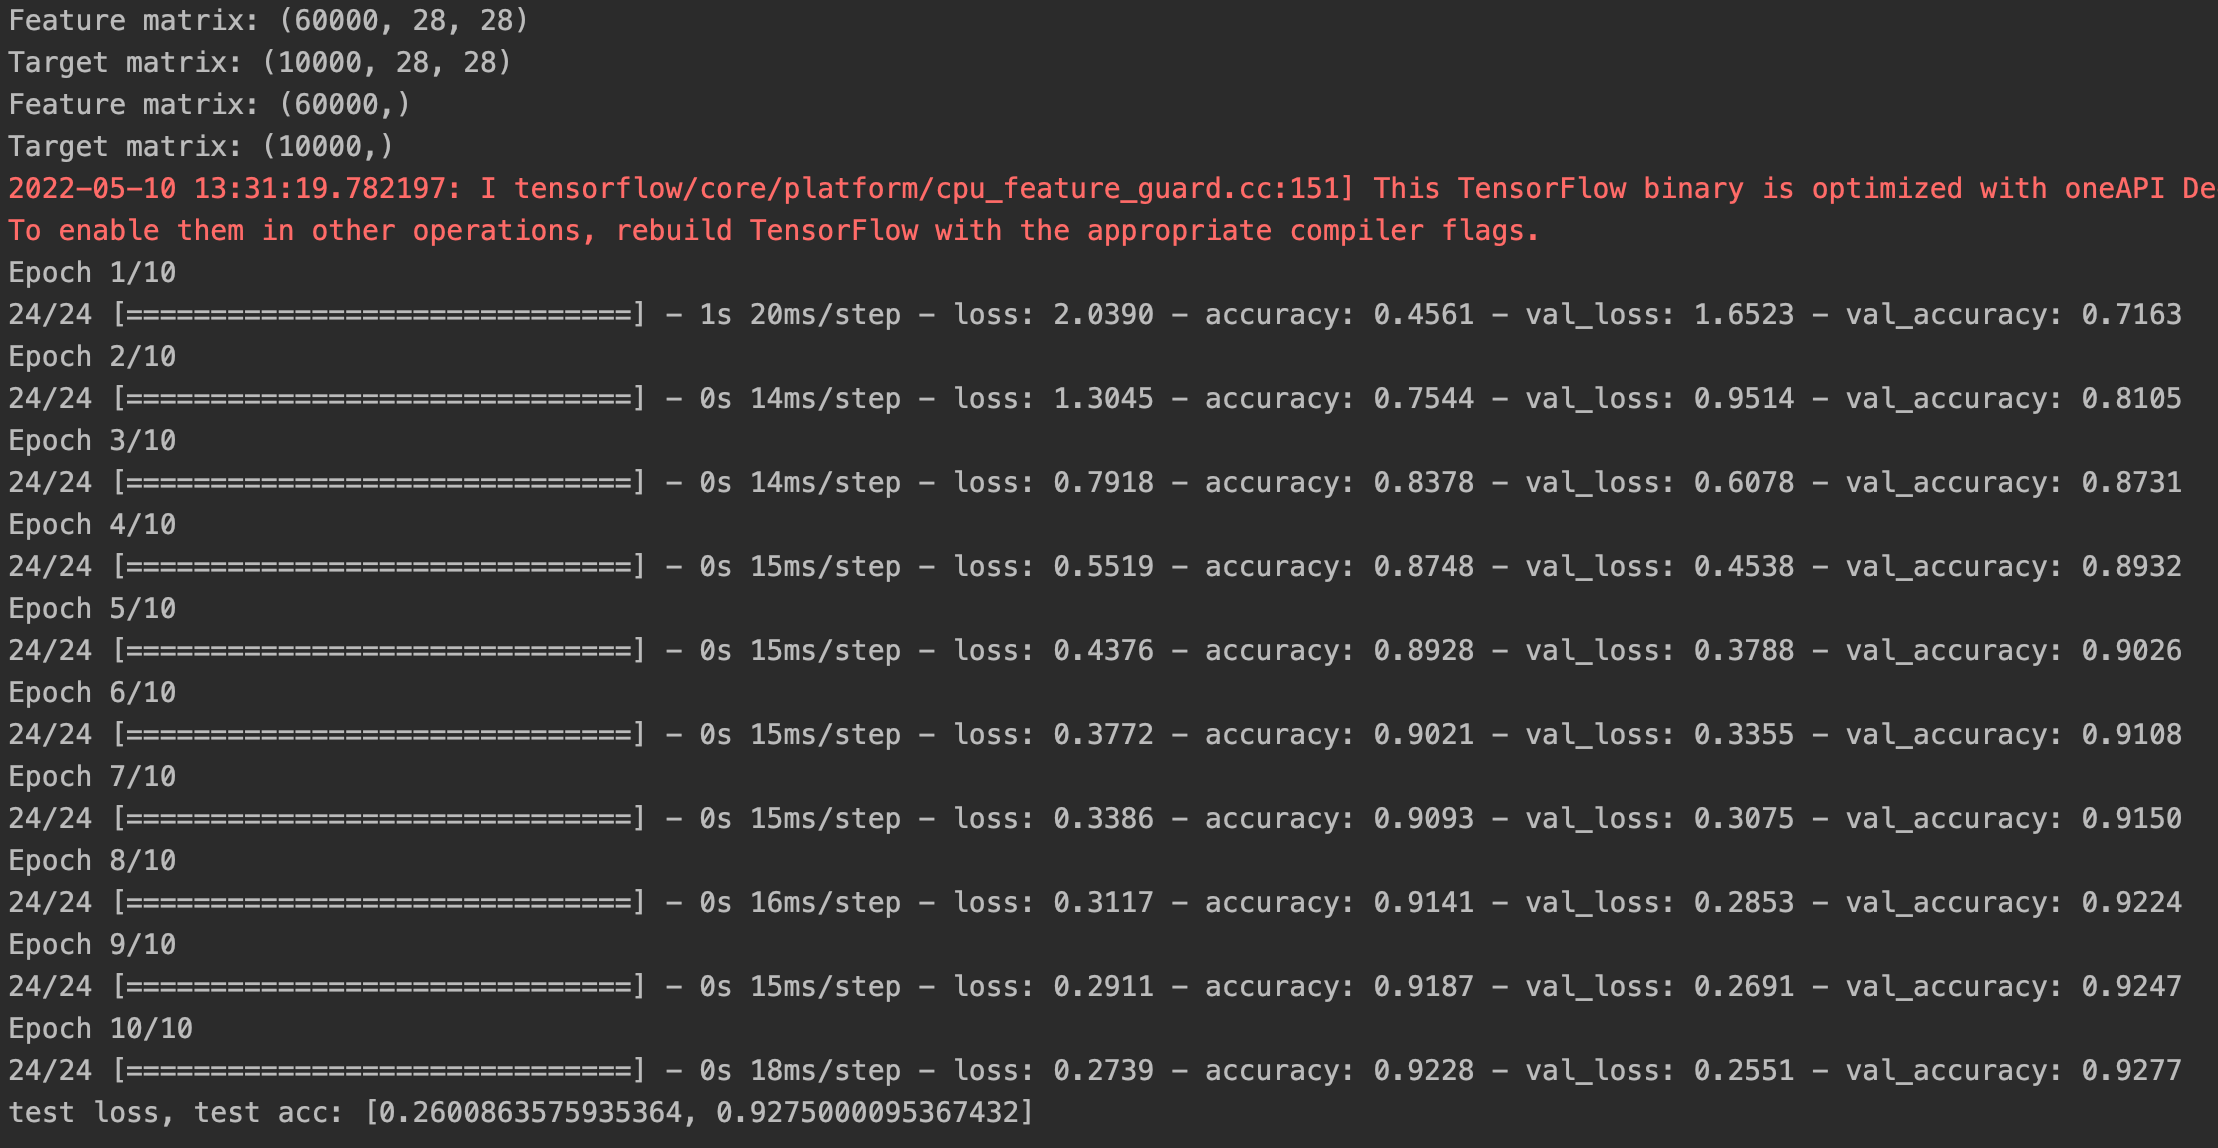 Feature matrix: (60000, 28, 28)
Target matrix: (10000, 28, 28)
Feature matrix: (60000,)
Target matrix: (10000,)
2022-05-10 13:31:19.782197: I tensorflow/core/platform/cpu_feature_guard.cc:151] This TensorFlow binary is optimized with oneAPI De
To enable them in other operations, rebuild TensorFlow with the appropriate compiler flags.
Epoch 1/10
24/24 [==============================] - 1s 20ms/step - loss: 2.0390 - accuracy: 0.4561 - val_loss: 1.6523 - val_accuracy: 0.7163
Epoch 2/10
24/24 [==============================] - 0s 14ms/step - loss: 1.3045 - accuracy: 0.7544 - val_loss: 0.9514 - val_accuracy: 0.8105
Epoch 3/10
24/24 [==============================] - 0s 14ms/step - loss: 0.7918 - accuracy: 0.8378 - val_loss: 0.6078 - val_accuracy: 0.8731
Epoch 4/10
24/24 [==============================] - 0s 15ms/step - loss: 0.5519 - accuracy: 0.8748 - val_loss: 0.4538 - val_accuracy: 0.8932
Epoch 5/10
24/24 [==============================] - 0s 15ms/step - loss: 0.4376 - accuracy: 0.8928 - val_loss: 0.3788 - val_accuracy: 0.9026
Epoch 6/10
24/24 [==============================] - 0s 15ms/step - loss: 0.3772 - accuracy: 0.9021 - val_loss: 0.3355 - val_accuracy: 0.9108
Epoch 7/10
24/24 [==============================] - 0s 15ms/step - loss: 0.3386 - accuracy: 0.9093 - val_loss: 0.3075 - val_accuracy: 0.9150
Epoch 8/10
24/24 [==============================] - 0s 16ms/step - loss: 0.3117 - accuracy: 0.9141 - val_loss: 0.2853 - val_accuracy: 0.9224
Epoch 9/10
24/24 [==============================] - 0s 15ms/step - loss: 0.2911 - accuracy: 0.9187 - val_loss: 0.2691 - val_accuracy: 0.9247
Epoch 10/10
24/24 [==============================] - 0s 18ms/step - loss: 0.2739 - accuracy: 0.9228 - val_loss: 0.2551 - val_accuracy: 0.9277
test loss, test acc: [0.2600863575935364, 0.9275000095367432]